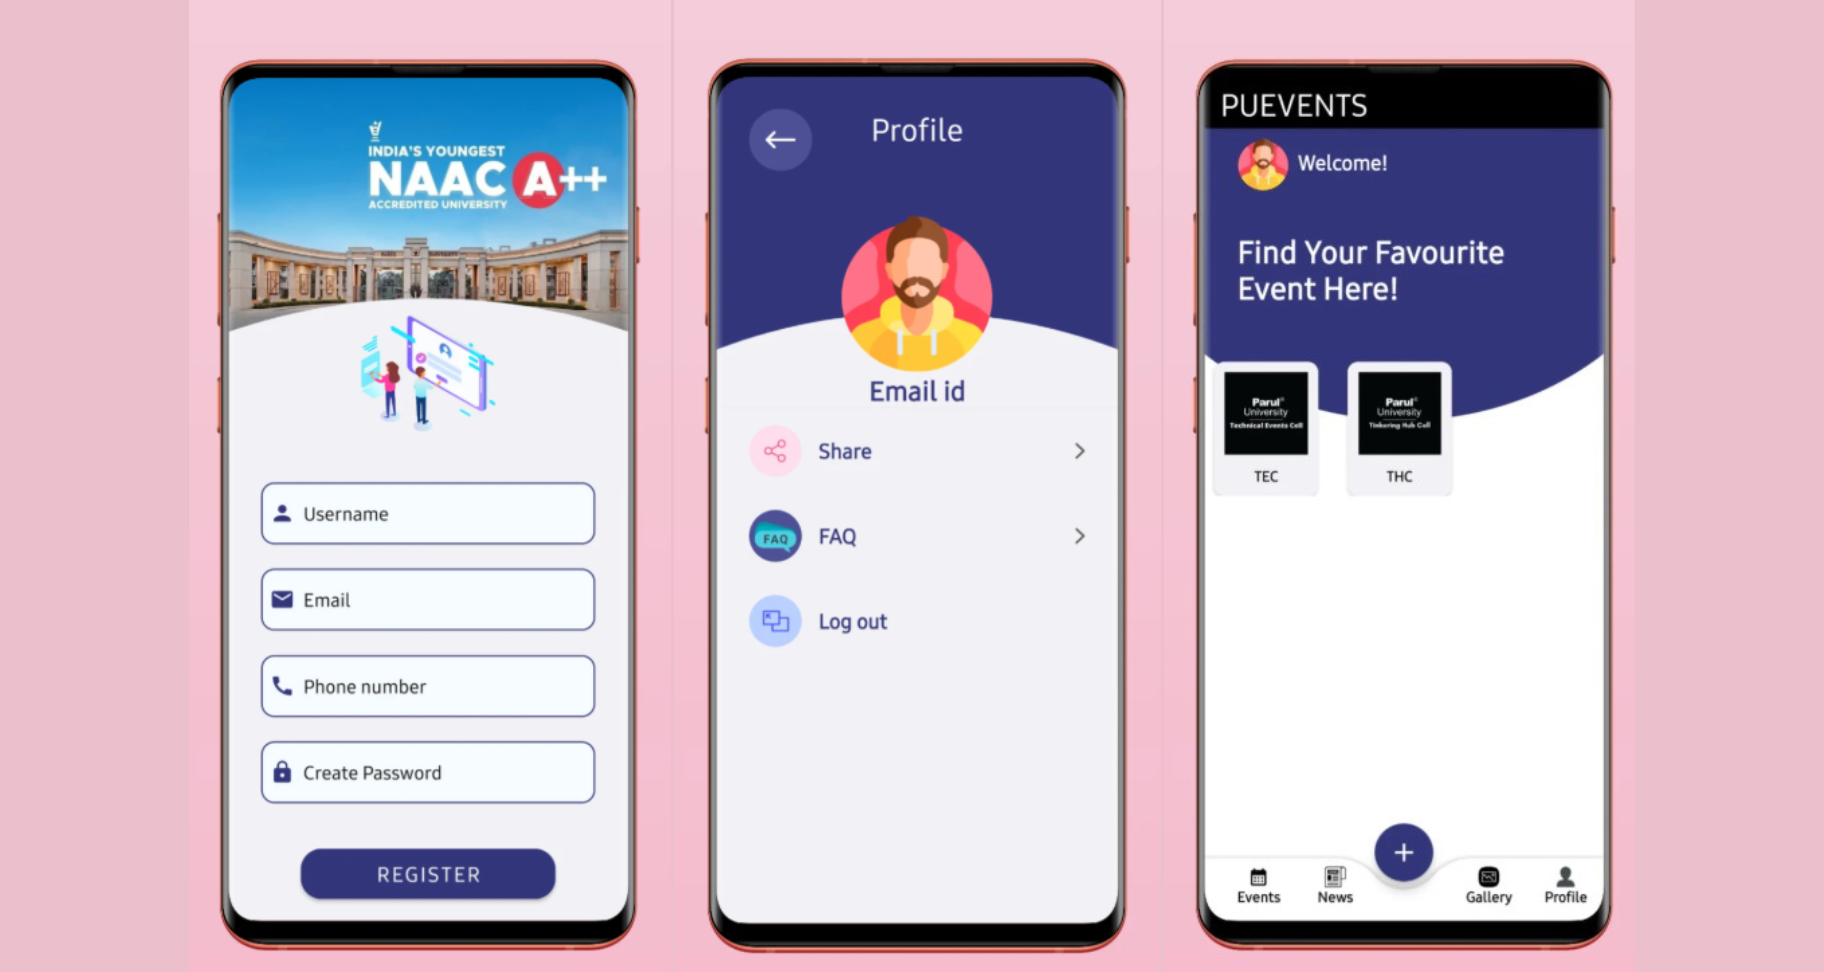 INDIA'S YOUNGEST
NAAC A++
ACCREDITED UNIVERSITY
Username
Email
Phone number
Create Password
REGISTER
Profile
Email id
Share
FAQ
FAQ
Log out
PUEVENTS
Welcome!
Find Your Favourite
Event Here!
Parul®
University
Technical Events Cell
TEC
Parul®
University
Tinkering Hub Cell
THC
Events
News
Gallery
Profile